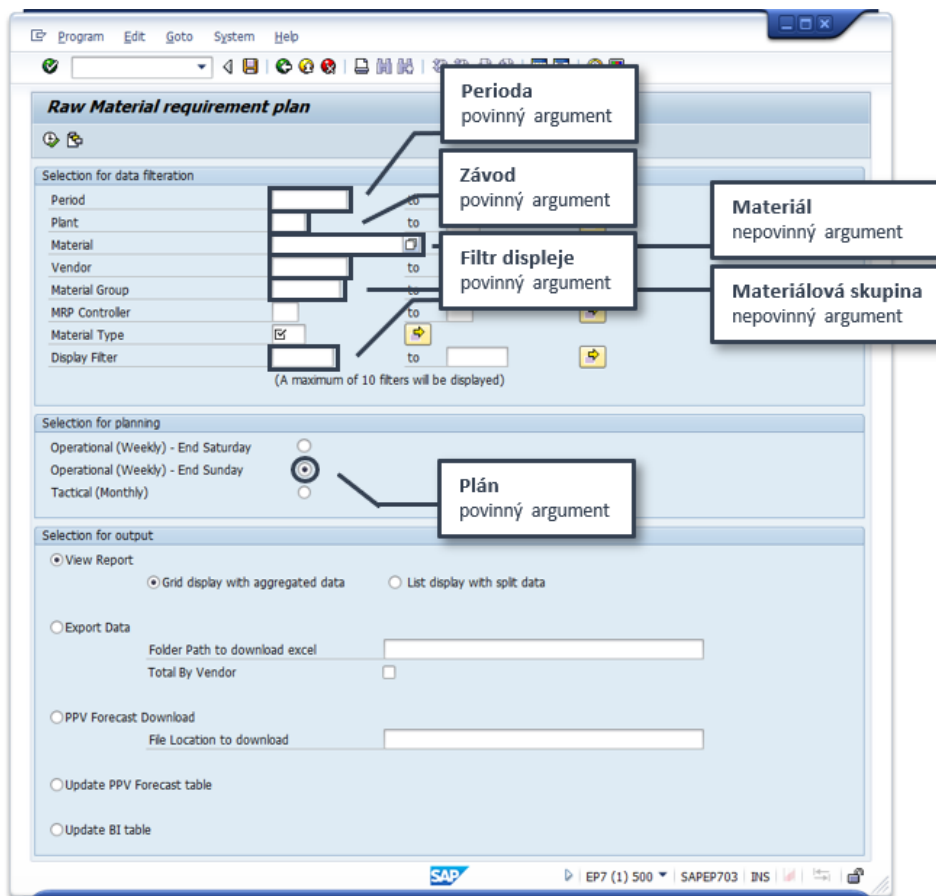 Program Edit Goto System Help
Raw Material requirement plan
Perioda
povinný argument
Selection for data filteration
Period to
Závod
povinný argument
Plant to
Materiál
nepovinný argument
Material
Filtr displeje
povinný argument
Vendor to
Material Group to
Materiálová skupina
nepovinný argument
MRP Controller to
Material Type
Display Filter to
(A maximum of 10 filters will be displayed)
Selection for planning
Operational (Weekly) - End Saturday
Operational (Weekly) - End Sunday
Tactical (Monthly)
Plán
povinný argument
Selection for output
View Report
Grid display with aggregated data List display with split data
Export Data
Folder Path to download excel
Total By Vendor
PPV Forecast Download
File Location to download
Update PPV Forecast table
Update BI table
SAP EP7 (1) 500 SAPEP703 INS